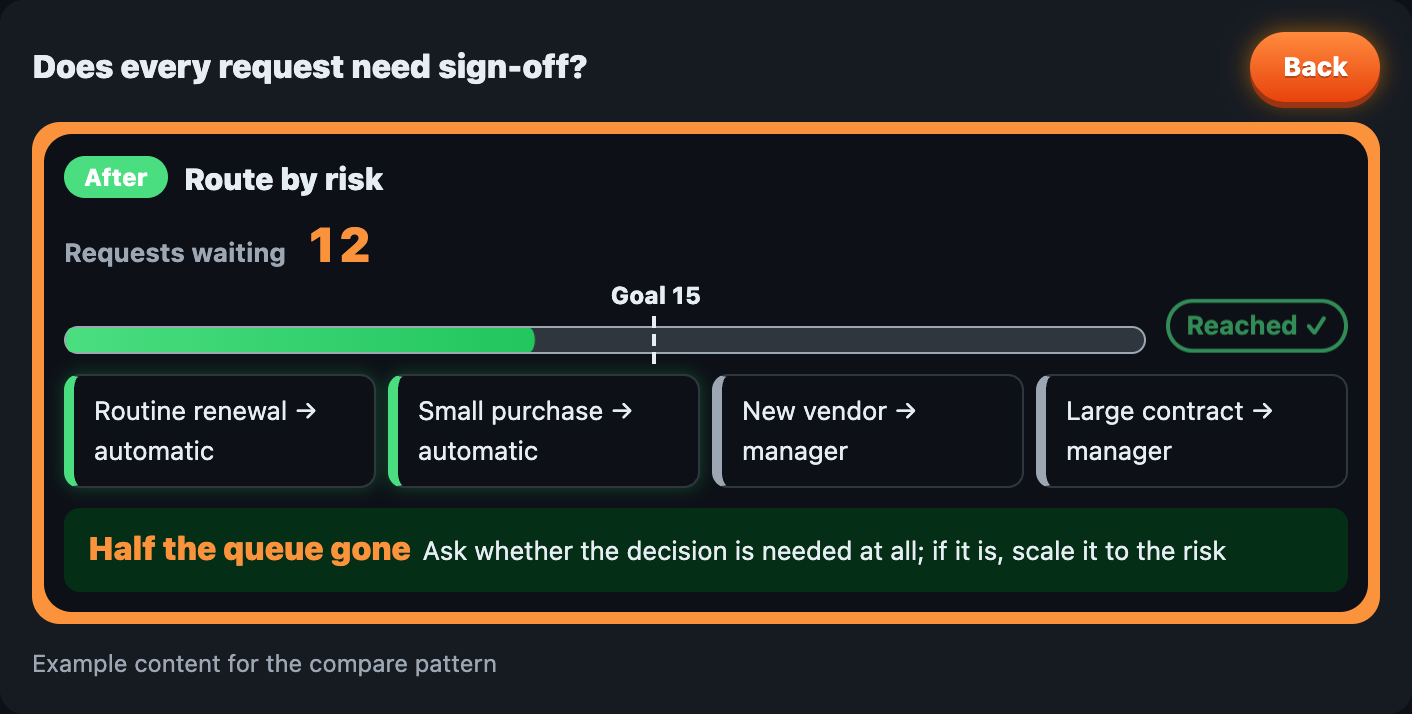 Does every request need sign-off?
Back
After
Route by risk
Requests waiting 12
Goal 15
Reached ✓
Routine renewal →
automatic
Small purchase →
automatic
New vendor →
manager
Large contract →
manager
Half the queue gone Ask whether the decision is needed at all; if it is, scale it to the risk
Example content for the compare pattern